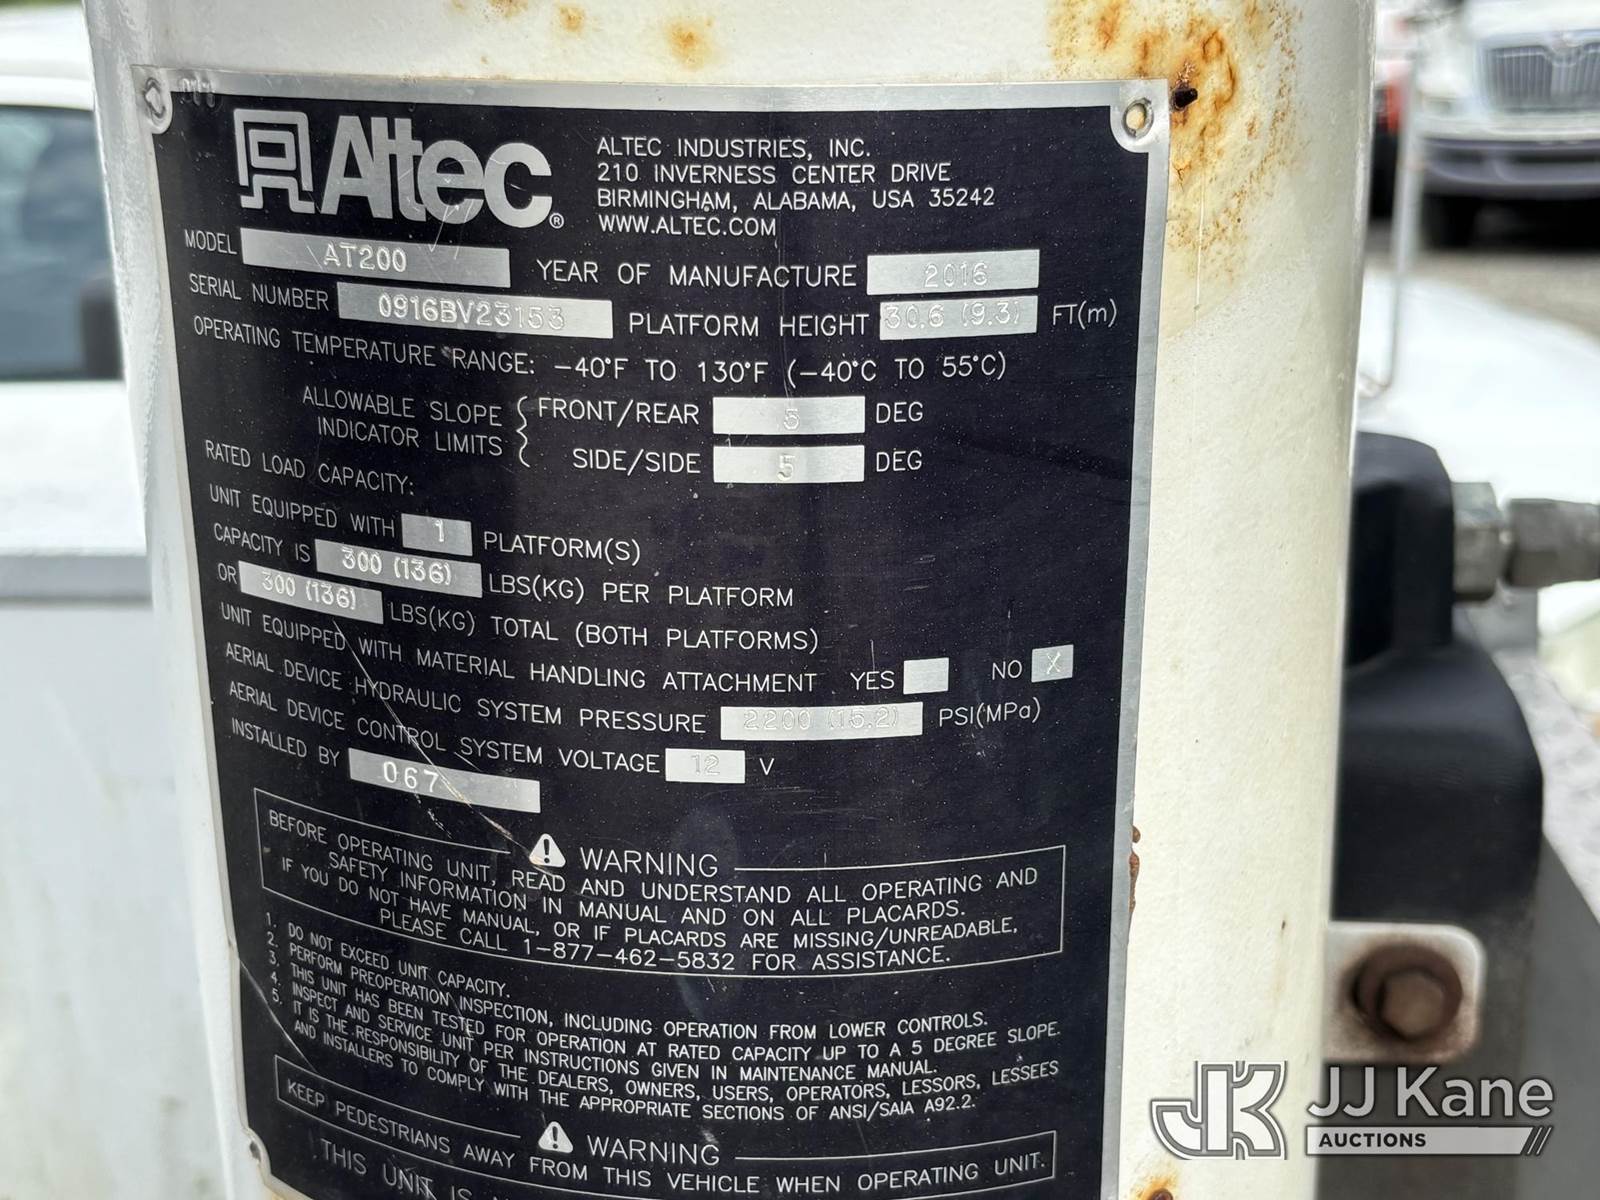 Altec®
ALTEC INDUSTRIES, INC.
210 INVERNESS CENTER DRIVE
BIRMINGHAM, ALABAMA, USA 35242
WWW.ALTEC.COM
MODEL AT200 YEAR OF MANUFACTURE 2016
SERIAL NUMBER 0916BV23153 PLATFORM HEIGHT 30.6 (9.3) FT(m)
OPERATING TEMPERATURE RANGE: -40°F TO 130°F (-40°C TO 55°C)
ALLOWABLE SLOPE INDICATOR LIMITS { FRONT/REAR 5 DEG
SIDE/SIDE 5 DEG
RATED LOAD CAPACITY:
UNIT EQUIPPED WITH 1 PLATFORM(S)
CAPACITY IS 300 (136) LBS(KG) PER PLATFORM
OR 300 (136) LBS(KG) TOTAL (BOTH PLATFORMS)
UNIT EQUIPPED WITH MATERIAL HANDLING ATTACHMENT YES NO X
AERIAL DEVICE HYDRAULIC SYSTEM PRESSURE 2200 (15.2) PSI(MPa)
AERIAL DEVICE CONTROL SYSTEM VOLTAGE 12 V
INSTALLED BY 067
WARNING
BEFORE OPERATING UNIT, READ AND UNDERSTAND ALL OPERATING AND
SAFETY INFORMATION IN MANUAL AND ON ALL PLACARDS.
IF YOU DO NOT HAVE MANUAL, OR IF PLACARDS ARE MISSING/UNREADABLE,
PLEASE CALL 1-877-462-5832 FOR ASSISTANCE.
1. DO NOT EXCEED UNIT CAPACITY.
2. PERFORM PREOPERATION INSPECTION, INCLUDING OPERATION FROM LOWER CONTROLS.
3. THIS UNIT HAS BEEN TESTED FOR OPERATION AT RATED CAPACITY UP TO A 5 DEGREE SLOPE.
4. INSPECT AND SERVICE UNIT PER INSTRUCTIONS GIVEN IN MAINTENANCE MANUAL.
5. IT IS THE RESPONSIBILITY OF THE DEALERS, OWNERS, USERS, OPERATORS, LESSORS, LESSEES
AND INSTALLERS TO COMPLY WITH THE APPROPRIATE SECTIONS OF ANSI/SAIA A92.2.
WARNING
KEEP PEDESTRIANS AWAY FROM THIS VEHICLE WHEN OPERATING UNIT.
THIS UNIT IS
JK JJ Kane
AUCTIONS